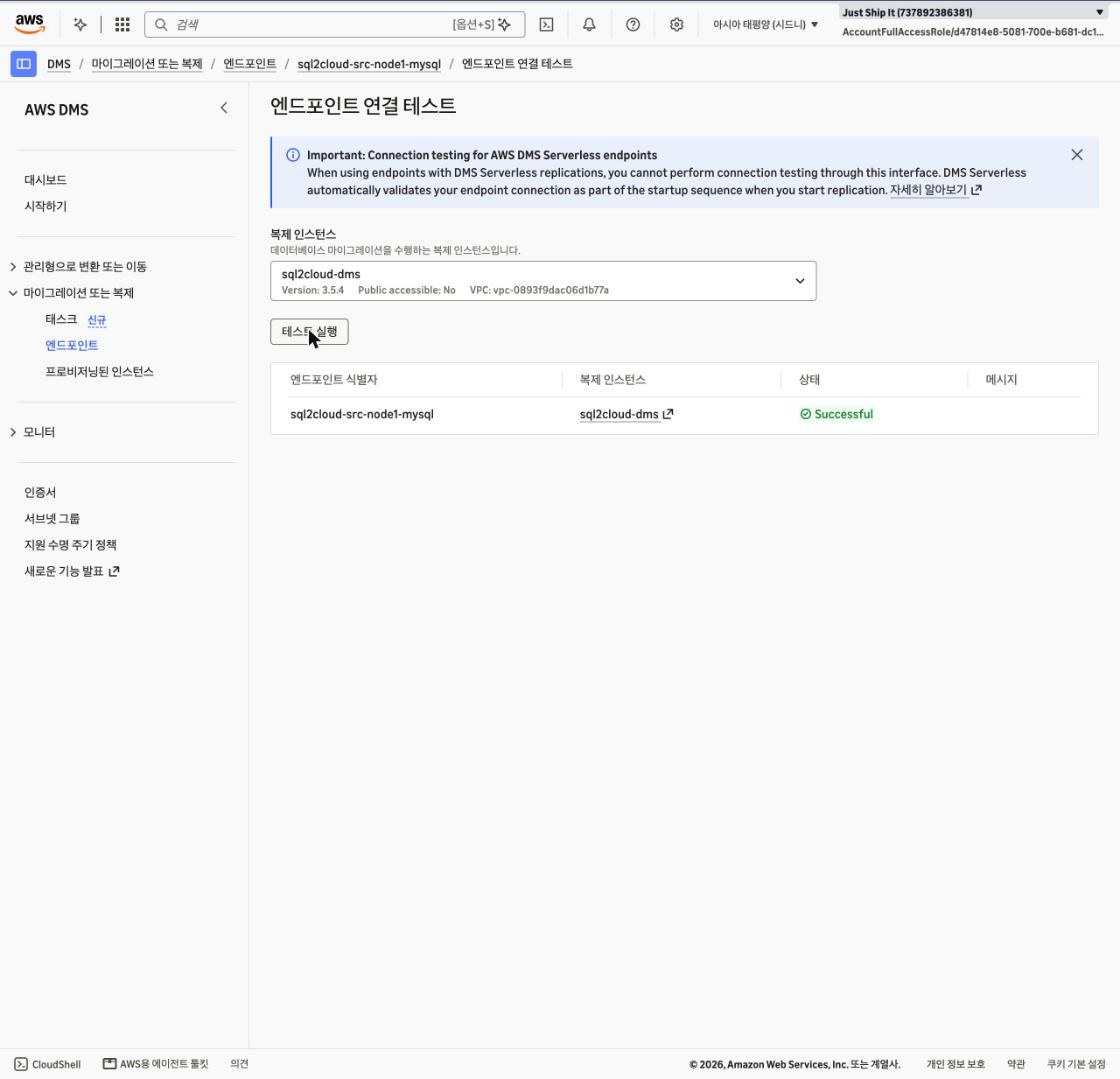 aws
검색
[옵션+S]
아시아 태평양 (시드니)
Just Ship It (737892386381)
AccountFullAccessRole/d47814e8-5081-700e-b681-dc1...
DMS / 마이그레이션 또는 복제 / 엔드포인트 / sql2cloud-src-node1-mysql / 엔드포인트 연결 테스트
AWS DMS
대시보드
시작하기
관리형으로 변환 또는 이동
마이그레이션 또는 복제
태스크 신규
엔드포인트
프로비저닝된 인스턴스
모니터
인증서
서브넷 그룹
지원 수명 주기 정책
새로운 기능 발표
엔드포인트 연결 테스트
Important: Connection testing for AWS DMS Serverless endpoints
When using endpoints with DMS Serverless replications, you cannot perform connection testing through this interface. DMS Serverless
automatically validates your endpoint connection as part of the startup sequence when you start replication. 자세히 알아보기
복제 인스턴스
데이터베이스 마이그레이션을 수행하는 복제 인스턴스입니다.
sql2cloud-dms
Version: 3.5.4 Public accessible: No VPC: vpc-0893f9dac06d1b77a
테스트 실행
엔드포인트 식별자 복제 인스턴스 상태 메시지
sql2cloud-src-node1-mysql sql2cloud-dms Successful
CloudShell AWS용 에이전트 툴킷 의견 © 2026, Amazon Web Services, Inc. 또는 계열사. 개인 정보 보호 약관 쿠키 기본 설정